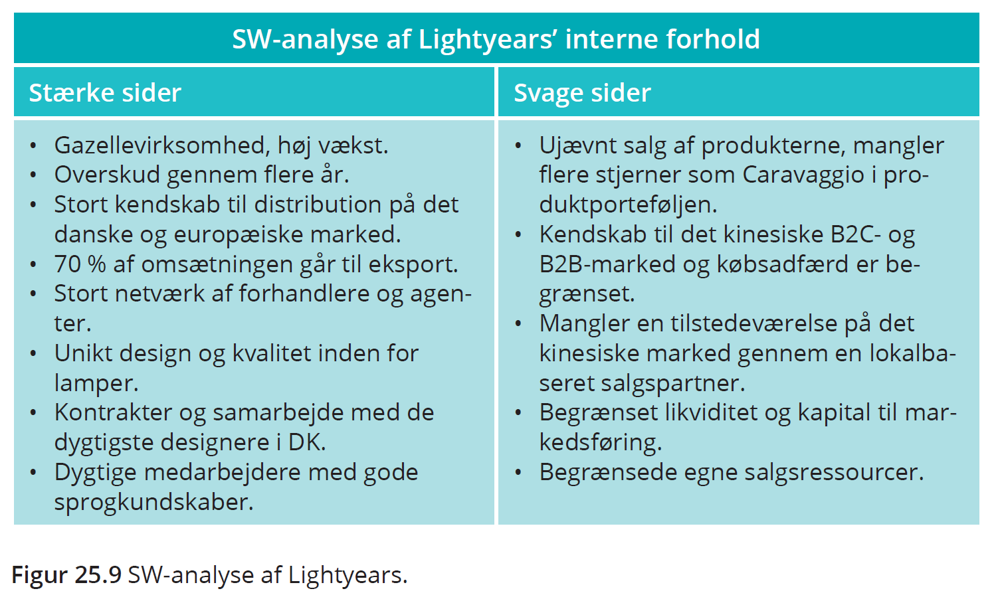 SW-analyse af Lightyears’ interne forhold
Stærke sider
• Gazellevirksomhed, høj vækst.
• Overskud gennem flere år.
• Stort kendskab til distribution på det
danske og europæiske marked.
• 70 % af omsætningen går til eksport.
• Stort netværk af forhandlere og agen-
ter.
• Unikt design og kvalitet inden for
lamper.
• Kontrakter og samarbejde med de
dygtigste designere i DK.
• Dygtige medarbejdere med gode
sprogkundskaber.
Svage sider
• Ujævnt salg af produkterne, mangler
flere stjerner som Caravaggio i pro-
duktporteføljen.
• Kendskab til det kinesiske B2C- og
B2B-marked og købsadfærd er be-
grænset.
• Mangler en tilstedeværelse på det
kinesiske marked gennem en lokalba-
seret salgspartner.
• Begrænset likviditet og kapital til mar-
kedsføring.
• Begrænsede egne salgsressourcer.
Figur 25.9 SW-analyse af Lightyears.